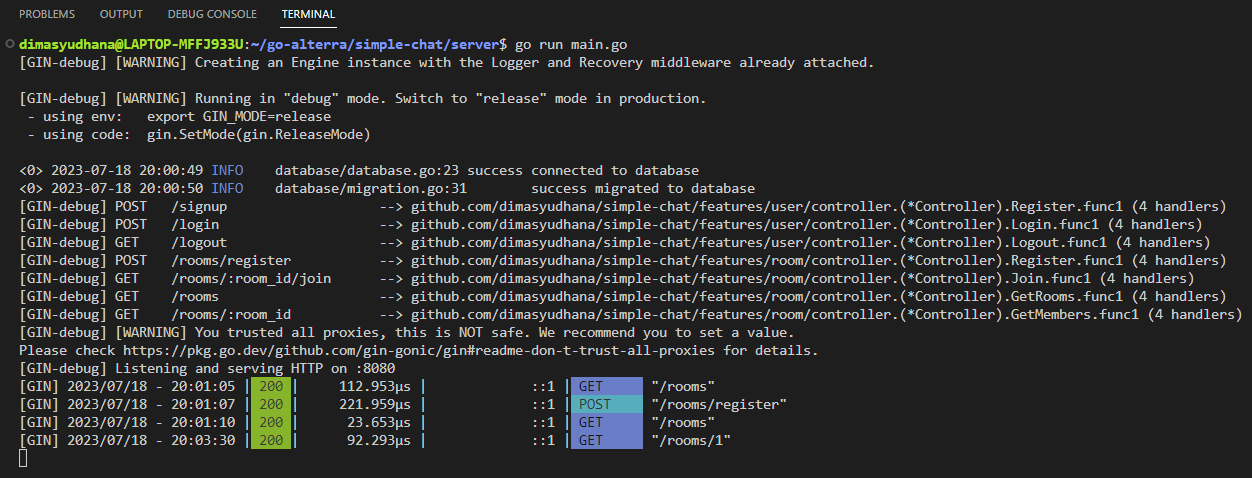 PROBLEMS OUTPUT DEBUG CONSOLE TERMINAL
dimasyudhana@LAPTOP-MFFJ933U:~/go-alterra/simple-chat/server$ go run main.go
[GIN-debug] [WARNING] Creating an Engine instance with the Logger and Recovery middleware already attached.
[GIN-debug] [WARNING] Running in "debug" mode. Switch to "release" mode in production.
- using env: export GIN_MODE=release
- using code: gin.SetMode(gin.ReleaseMode)
<0> 2023-07-18 20:00:49 INFO database/database.go:23 success connected to database
<0> 2023-07-18 20:00:50 INFO database/migration.go:31 success migrated to database
[GIN-debug] POST /signup --> github.com/dimasyudhana/simple-chat/features/user/controller.(*Controller).Register.func1 (4 handlers)
[GIN-debug] POST /login --> github.com/dimasyudhana/simple-chat/features/user/controller.(*Controller).Login.func1 (4 handlers)
[GIN-debug] GET /logout --> github.com/dimasyudhana/simple-chat/features/user/controller.(*Controller).Logout.func1 (4 handlers)
[GIN-debug] POST /rooms/register --> github.com/dimasyudhana/simple-chat/features/room/controller.(*Controller).Register.func1 (4 handlers)
[GIN-debug] GET /rooms/:room_id/join --> github.com/dimasyudhana/simple-chat/features/room/controller.(*Controller).Join.func1 (4 handlers)
[GIN-debug] GET /rooms --> github.com/dimasyudhana/simple-chat/features/room/controller.(*Controller).GetRooms.func1 (4 handlers)
[GIN-debug] GET /rooms/:room_id --> github.com/dimasyudhana/simple-chat/features/room/controller.(*Controller).GetMembers.func1 (4 handlers)
[GIN-debug] [WARNING] You trusted all proxies, this is NOT safe. We recommend you to set a value.
Please check https://pkg.go.dev/github.com/gin-gonic/gin#readme-don-t-trust-all-proxies for details.
[GIN-debug] Listening and serving HTTP on :8080
[GIN] 2023/07/18 - 20:01:05 | 200 | 112.953µs | ::1 | GET "/rooms"
[GIN] 2023/07/18 - 20:01:07 | 200 | 221.959µs | ::1 | POST "/rooms/register"
[GIN] 2023/07/18 - 20:01:10 | 200 | 23.653µs | ::1 | GET "/rooms"
[GIN] 2023/07/18 - 20:03:30 | 200 | 92.293µs | ::1 | GET "/rooms/1"